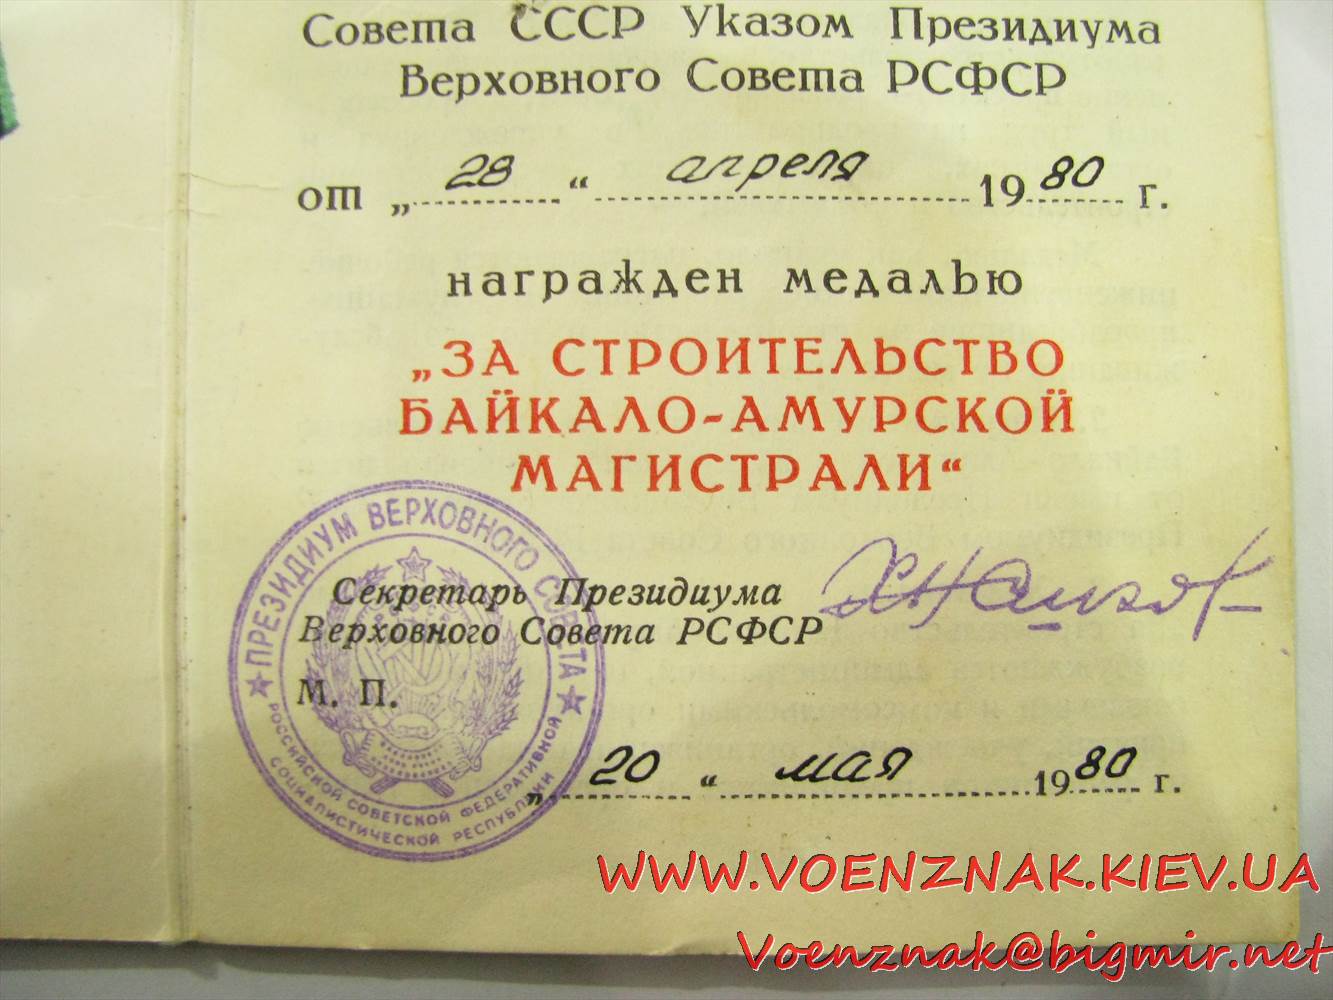 Совета СССР Указом Президиума
Верховного Совета РСФСР
от „ 28 “ апреля 1980 г.
награжден медалью
„ЗА СТРОИТЕЛЬСТВО
БАЙКАЛО-АМУРСКОЙ
МАГИСТРАЛИ“
Секретарь Президиума
Верховного Совета РСФСР
М. П.
„ 20 “ мая 1980 г.
★ ПРЕЗИДИУМ ВЕРХОВНОГО СОВЕТА ★
РОССИЙСКОЙ СОВЕТСКОЙ ФЕДЕРАТИВНОЙ
СОЦИАЛИСТИЧЕСКОЙ РЕСПУБЛИКИ
WWW.VOENZNAK.KIEV.UA
Voenznak@bigmir.net